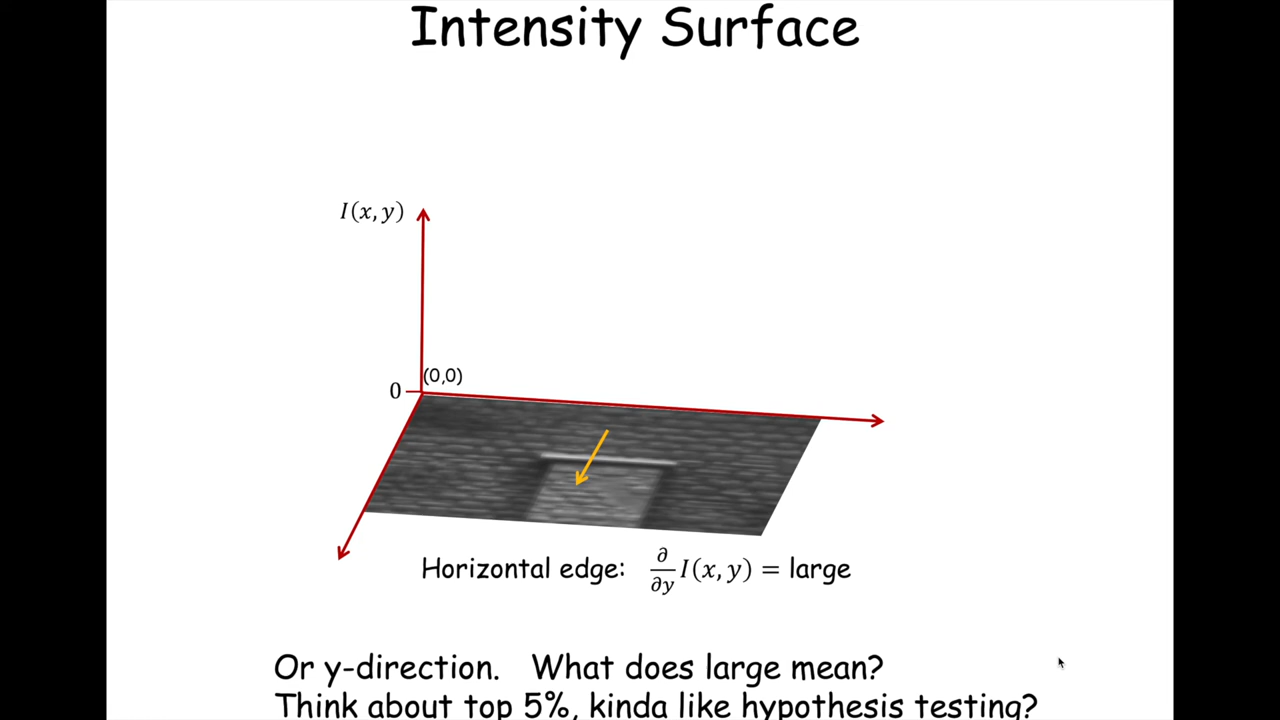 Intensity Surface
I(x, y)
(0,0)
0
Horizontal edge: ∂/∂y I(x, y) = large
Or y-direction. What does large mean?
Think about top 5%, kinda like hypothesis testing?